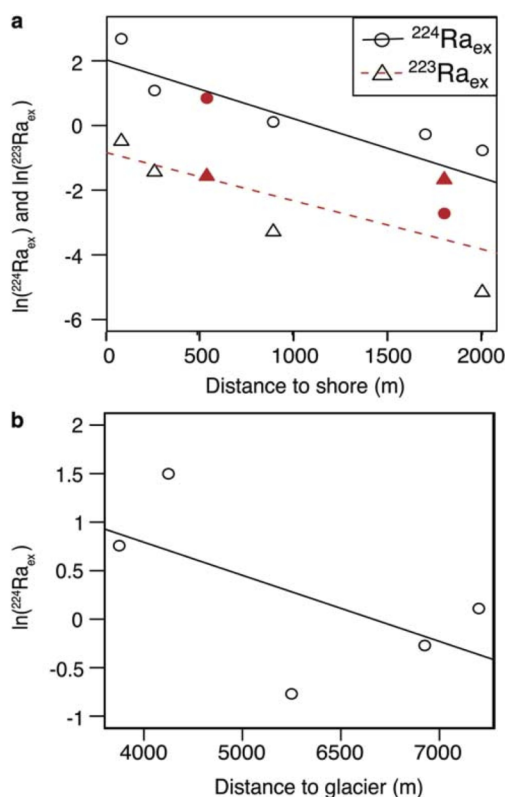 a
²²⁴Raₑₓ
²²³Raₑₓ
2
0
-2
-4
-6
ln(²²⁴Raₑₓ) and ln(²²³Raₑₓ)
0 500 1000 1500 2000
Distance to shore (m)
b
2
1.5
1
0.5
0
-0.5
-1
ln(²²⁴Raₑₓ)
4000 5000 6500 7000
Distance to glacier (m)